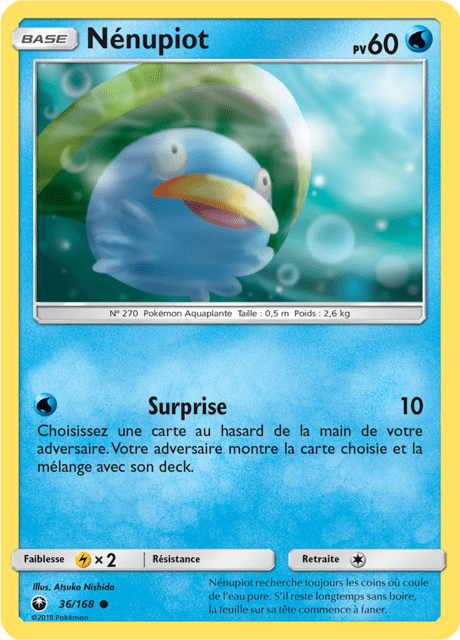 BASE Nénupiot PV60
N° 270 Pokémon Aquaplante Taille : 0,5 m Poids : 2,6 kg
Surprise 10
Choisissez une carte au hasard de la main de votre
adversaire. Votre adversaire montre la carte choisie et la
mélange avec son deck.
Faiblesse ×2 Résistance Retraite
Illus. Atsuko Nishida
36/168
©2018 Pokémon
Nénupiot recherche toujours les coins où coule
de l'eau pure. S'il reste longtemps sans boire,
la feuille sur sa tête commence à faner.